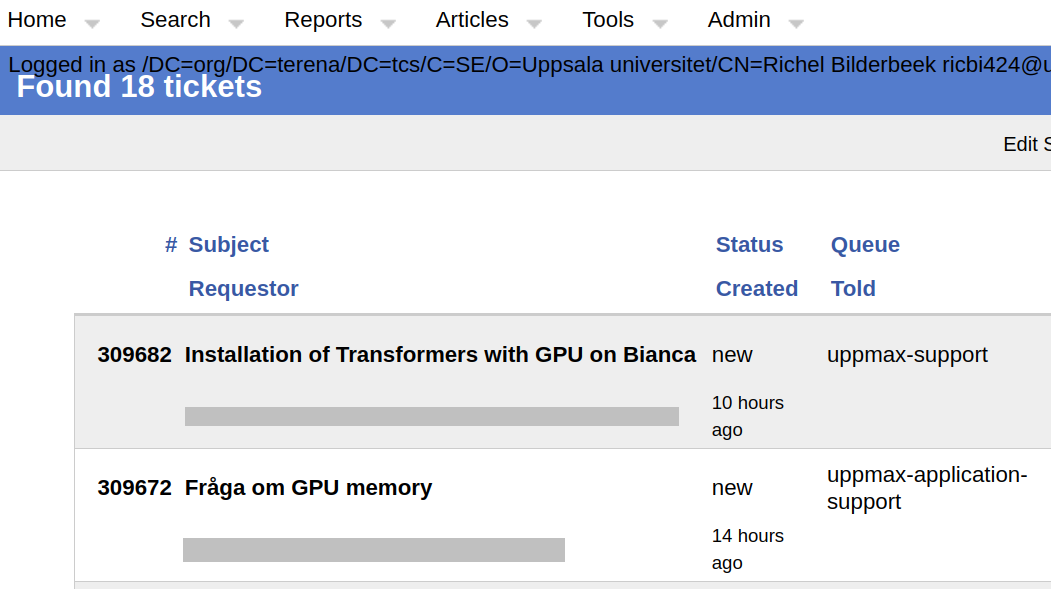 Home Search Reports Articles Tools Admin
Logged in as /DC=org/DC=terena/DC=tcs/C=SE/O=Uppsala universitet/CN=Richel Bilderbeek ricbi424@u
Found 18 tickets
Edit S
# Subject Status Queue
Requestor Created Told
309682 Installation of Transformers with GPU on Bianca new uppmax-support
10 hours
ago
309672 Fråga om GPU memory new uppmax-application-
support
14 hours
ago